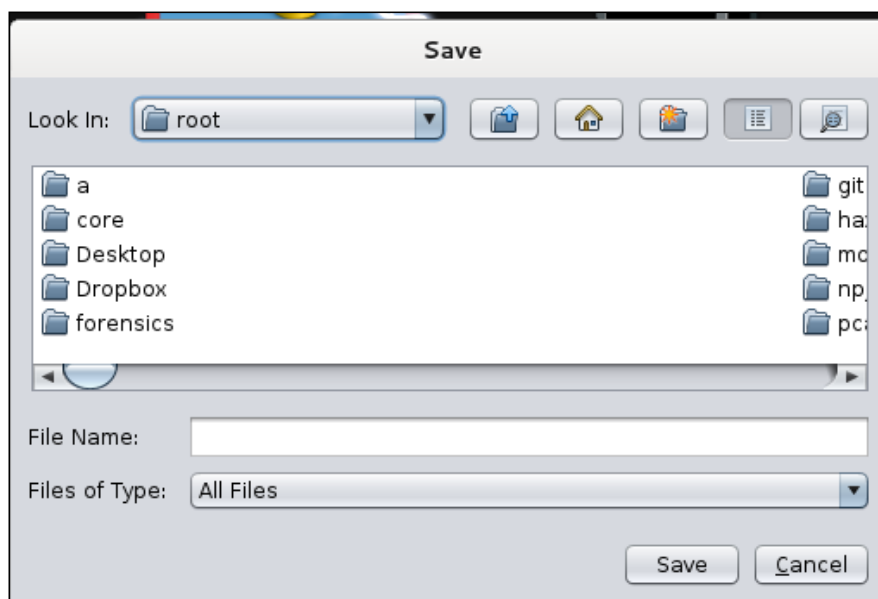 Save
Look In: root
a
core
Desktop
Dropbox
forensics
git
File Name:
Files of Type: All Files
Save Cancel